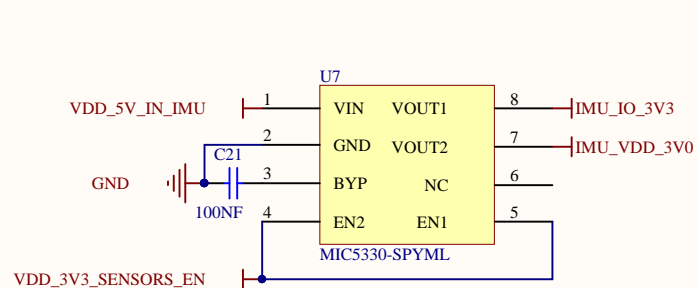 U7
VDD_5V_IN_IMU 1 VIN VOUT1 8 IMU_IO_3V3
2 GND VOUT2 7 IMU_VDD_3V0
C21
GND 3 BYP NC 6
100NF 4 EN2 EN1 5
MIC5330-SPYML
VDD_3V3_SENSORS_EN